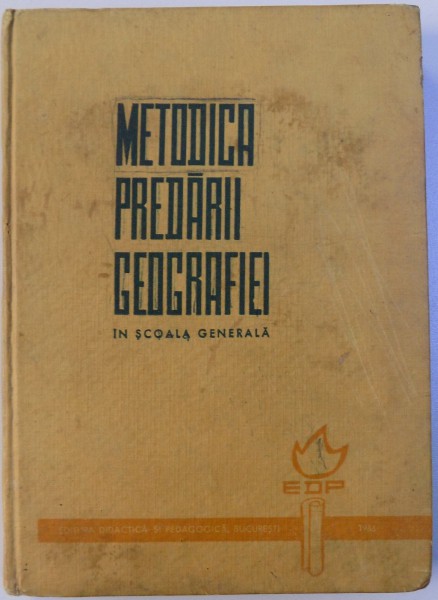 METODICA
PREDĂRII
GEOGRAFIEI
ÎN ȘCOALA GENERALĂ
EDP
EDITURA DIDACTICĂ ȘI PEDAGOGICĂ, BUCUREȘTI